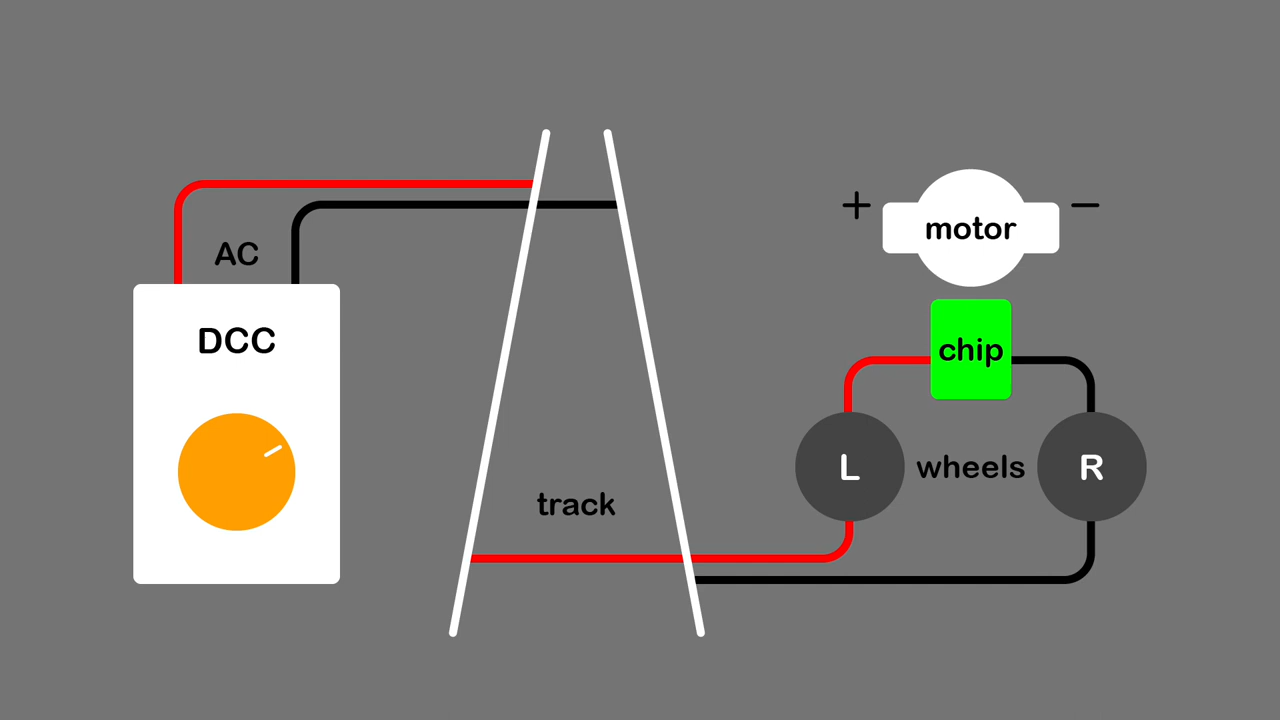 AC
DCC
track
+
−
motor
chip
L
wheels
R